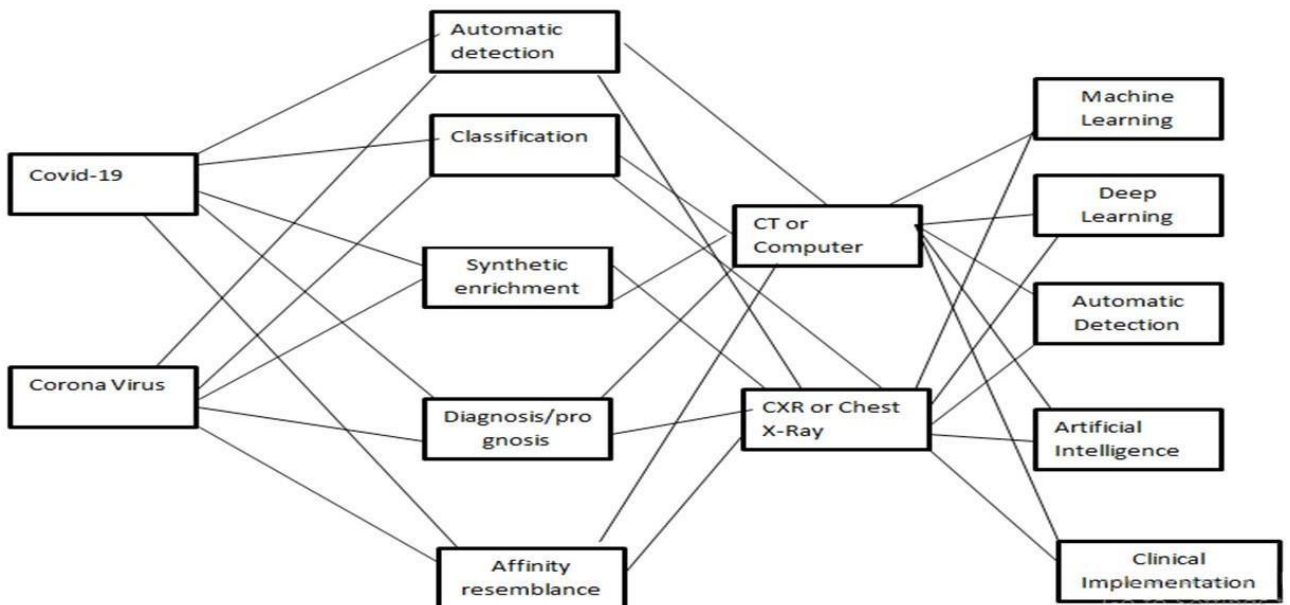 Automatic
detection
Classification
Covid-19
Synthetic
enrichment
Corona Virus
Diagnosis/pro
gnosis
Affinity
resemblance
CT or
Computer
CXR or Chest
X-Ray
Machine
Learning
Deep
Learning
Automatic
Detection
Artificial
Intelligence
Clinical
Implementation